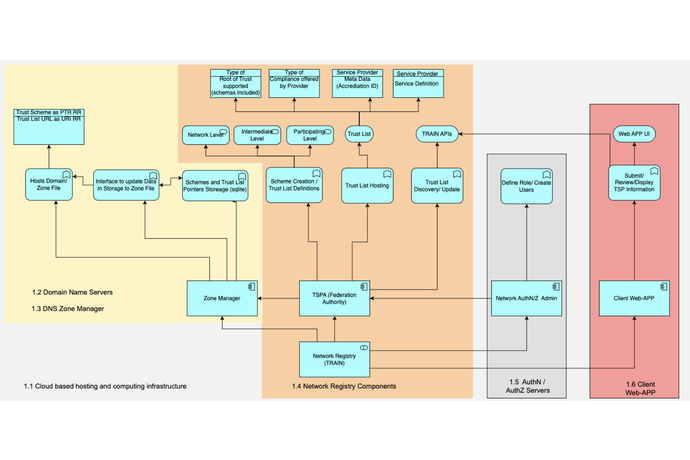 Type of
Root of Trust
supported
(schemas included)
Type of
Compliance offered
by Provider
Service Provider
Meta Data
(Accrediation ID)
Service Provider
Service Definition
Trust Scheme as PTR RR
Trust List URL as URI RR
Network Level
Intermediate
Level
Participating
Level
Trust List
TRAIN APIs
Web APP UI
Hosts Domain/
Zone File
Interface to update Data
in Storage to Zone File
Schemes and Trust List
Pointers Storeage (sqlite)
Scheme Creation /
Trust List Definitions
Trust List Hosting
Trust List
Discovery/ Update
Define Role/ Create
Users
Submit/
Review/Display
TSP Information
1.2 Domain Name Servers
1.3 DNS Zone Manager
Zone Manager
TSPA (Federation
Authority)
Network AuthN/Z Admin
Client Web-APP
Network Registry
(TRAIN)
1.1 Cloud based hosting and computing infrastructure
1.4 Network Registry Components
1.5 AuthN /
AuthZ Servers
1.6 Client
Web-APP